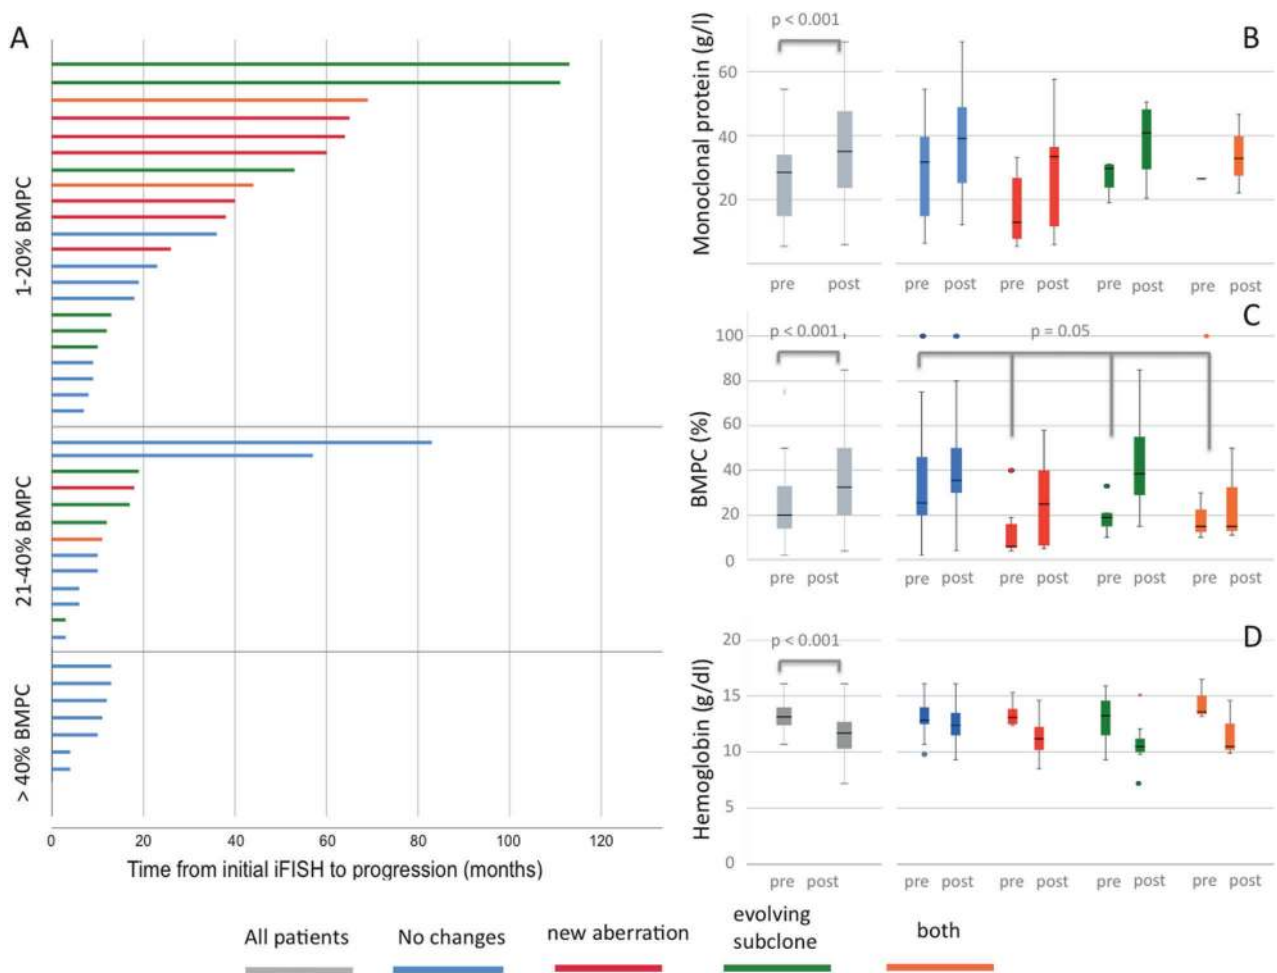 A
1-20% BMPC
21-40% BMPC
> 40% BMPC
0 20 40 60 80 100 120
Time from initial iFISH to progression (months)
B
p < 0.001
Monoclonal protein (g/l)
60
40
20
pre post pre post pre post pre post pre post
C
p < 0.001 p = 0.05
BMPC (%)
100
80
60
40
20
0
pre post pre post pre post pre post pre post
D
p < 0.001
Hemoglobin (g/dl)
20
15
10
5
0
pre post pre post pre post pre post pre post
All patients
No changes
new aberration
evolving
subclone
both